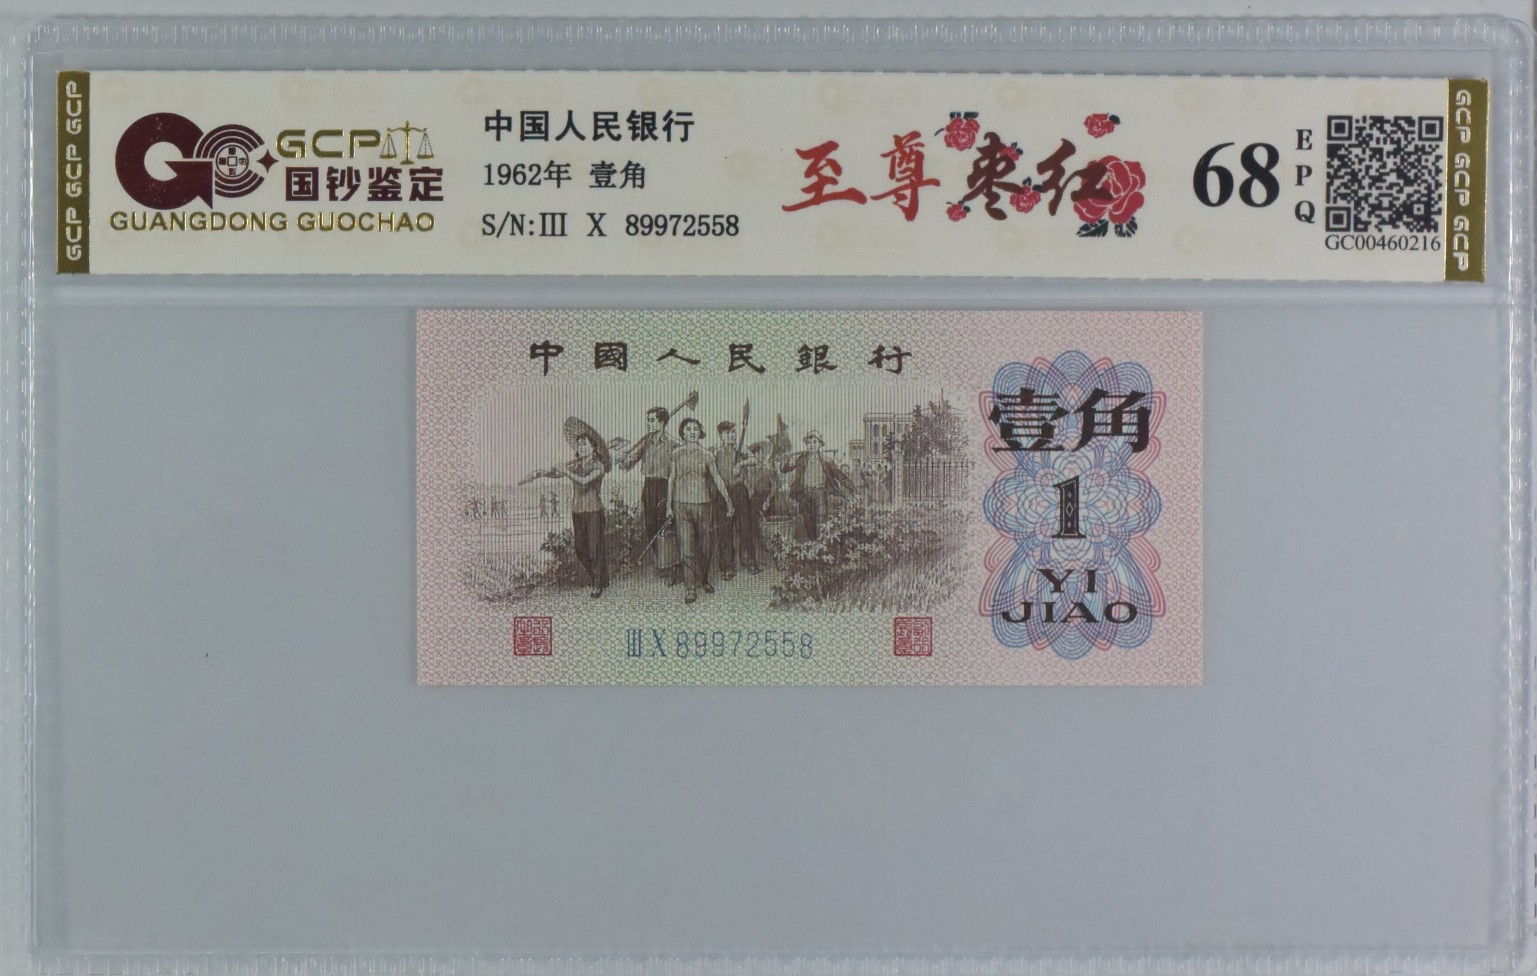 GCP GCP GCP
GCP
国钞鉴定
GUANGDONG GUOCHAO
中国人民银行
1962年 壹角
S/N:III X 89972558
至尊枣红
68
EPQ
GC00460216
GCP GCP GCP
中國人民銀行
壹角
1
YI
JIAO
III X 89972558